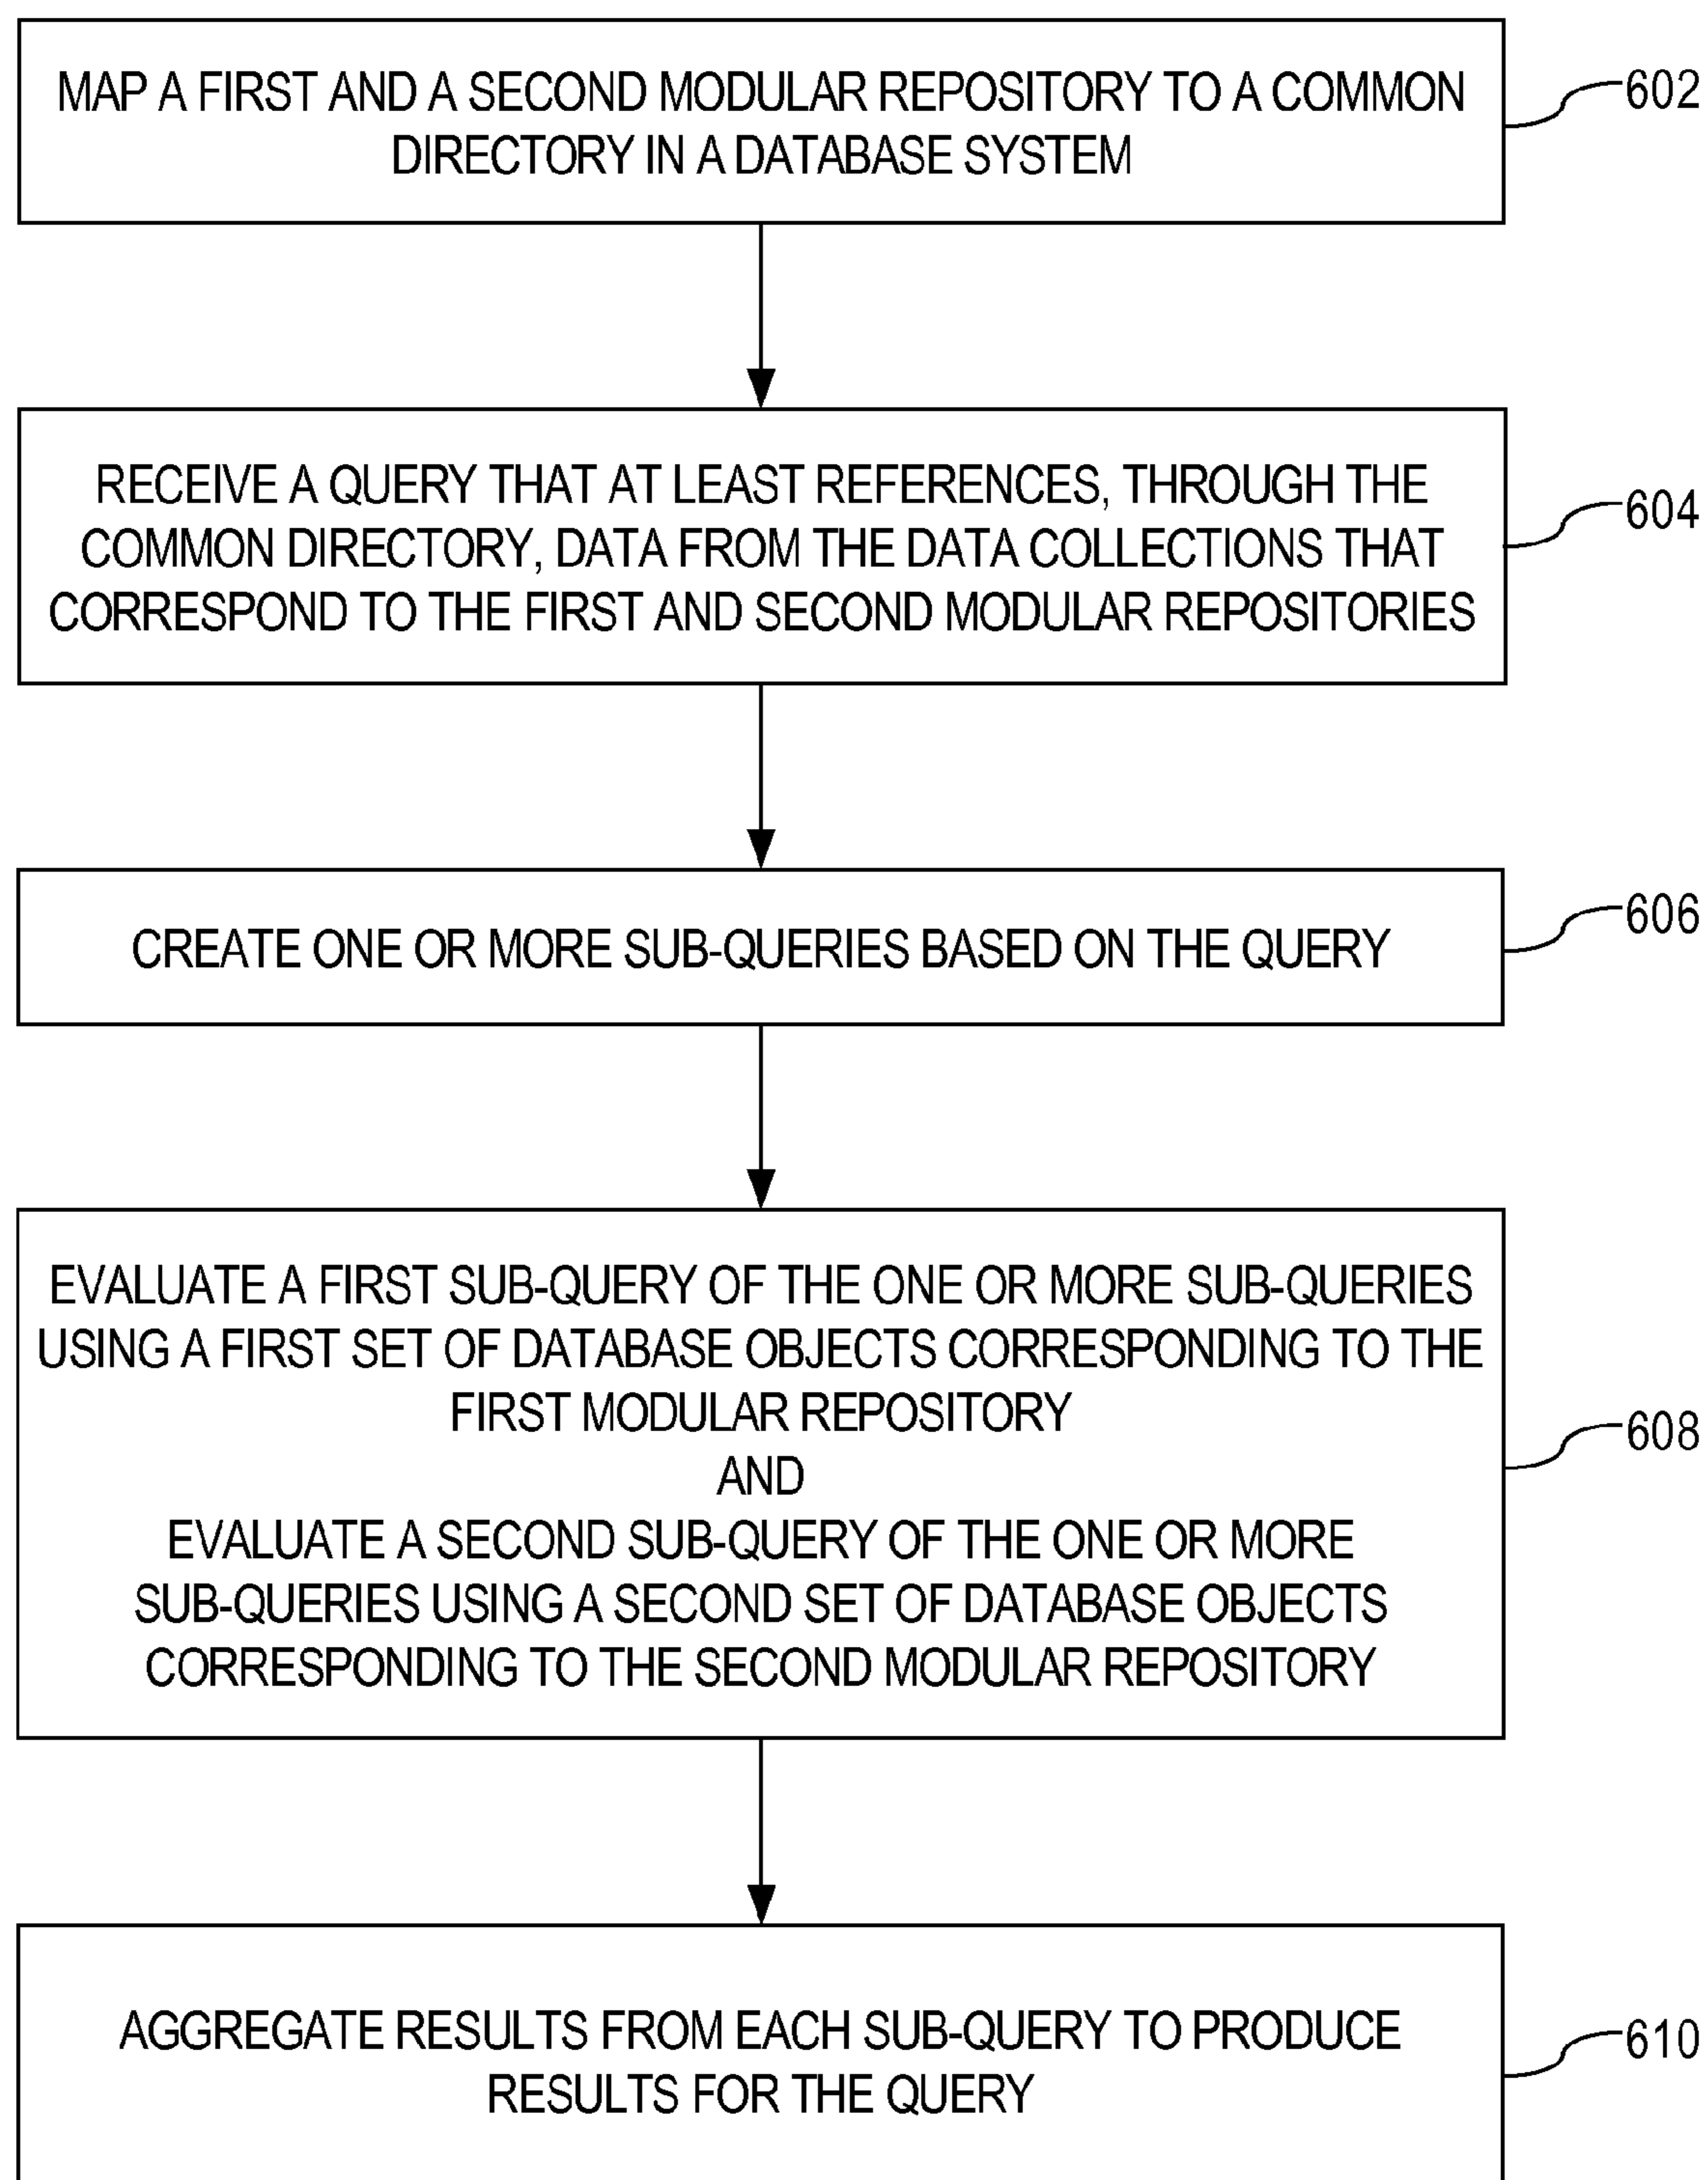 MAP A FIRST AND A SECOND MODULAR REPOSITORY TO A COMMON
DIRECTORY IN A DATABASE SYSTEM
602
RECEIVE A QUERY THAT AT LEAST REFERENCES, THROUGH THE
COMMON DIRECTORY, DATA FROM THE DATA COLLECTIONS THAT
CORRESPOND TO THE FIRST AND SECOND MODULAR REPOSITORIES
604
CREATE ONE OR MORE SUB-QUERIES BASED ON THE QUERY
606
EVALUATE A FIRST SUB-QUERY OF THE ONE OR MORE SUB-QUERIES
USING A FIRST SET OF DATABASE OBJECTS CORRESPONDING TO THE
FIRST MODULAR REPOSITORY
AND
EVALUATE A SECOND SUB-QUERY OF THE ONE OR MORE
SUB-QUERIES USING A SECOND SET OF DATABASE OBJECTS
CORRESPONDING TO THE SECOND MODULAR REPOSITORY
608
AGGREGATE RESULTS FROM EACH SUB-QUERY TO PRODUCE
RESULTS FOR THE QUERY
610